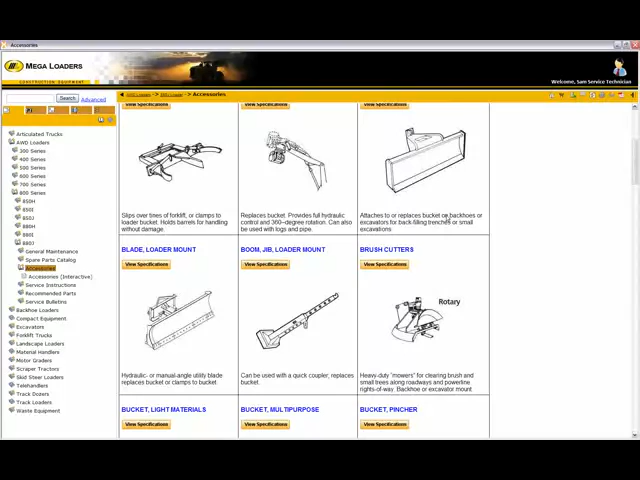 Accessories
MEGA LOADERS
CONSTRUCTION EQUIPMENT
Welcome, Sam Service Technician
Search
Advanced
Accessories
Articulated Trucks
AWD Loaders
300 Series
400 Series
500 Series
600 Series
700 Series
800 Series
850H
850I
850J
880H
880I
880J
General Maintenance
Spare Parts Catalog
Accessories
Accessories (Interactive)
Service Instructions
Recommended Parts
Service Bulletins
Backhoe Loaders
Compact Equipment
Excavators
Forklift Trucks
Landscape Loaders
Material Handlers
Motor Graders
Scraper Tractors
Skid Steer Loaders
Telehandlers
Track Dozers
Track Loaders
Waste Equipment
View Specifications
View Specifications
View Specifications
Slips over tines of forklift, or clamps to
loader bucket. Holds barrels for handling
without damage.
Replaces bucket. Provides full hydraulic
control and 360-degree rotation. Can also
be used with logs and pipe.
Attaches to or replaces bucket on backhoes or
excavators for back-filling trenches or small
excavations
BLADE, LOADER MOUNT
View Specifications
BOOM, JIB, LOADER MOUNT
View Specifications
BRUSH CUTTERS
View Specifications
Rotary
Hydraulic- or manual-angle utility blade
replaces bucket or clamps to bucket
Can be used with a quick coupler, replaces
bucket.
Heavy-duty "mowers" for clearing brush and
small trees along roadways and powerline
rights-of-way. Backhoe or excavator mount
BUCKET, LIGHT MATERIALS
View Specifications
BUCKET, MULTIPURPOSE
View Specifications
BUCKET, PINCHER
View Specifications